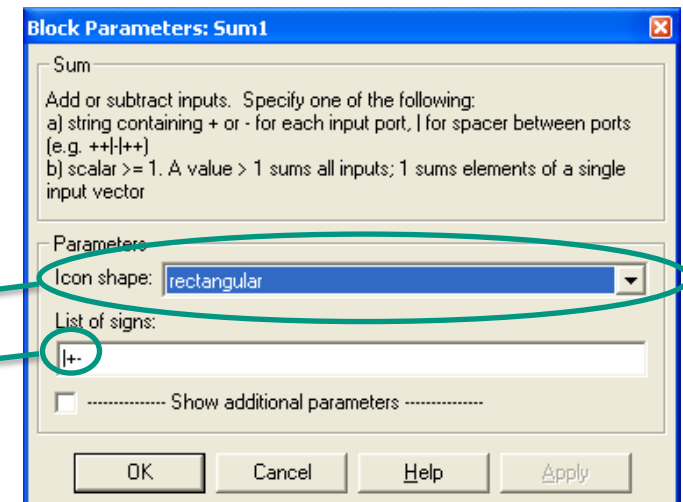 Block Parameters: Sum1
Sum
Add or subtract inputs.  Specify one of the following:
a) string containing + or - for each input port, | for spacer between ports
(e.g. ++|-|++)
b) scalar >= 1. A value > 1 sums all inputs; 1 sums elements of a single
input vector
Parameters
Icon shape: rectangular
List of signs:
|+-
--------------- Show additional parameters ---------------
OK Cancel Help Apply